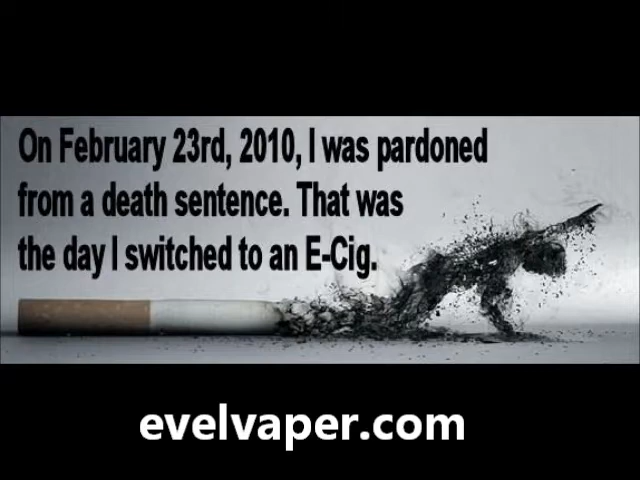 On February 23rd, 2010, I was pardoned
from a death sentence. That was
the day I switched to an E-Cig.
evelvaper.com